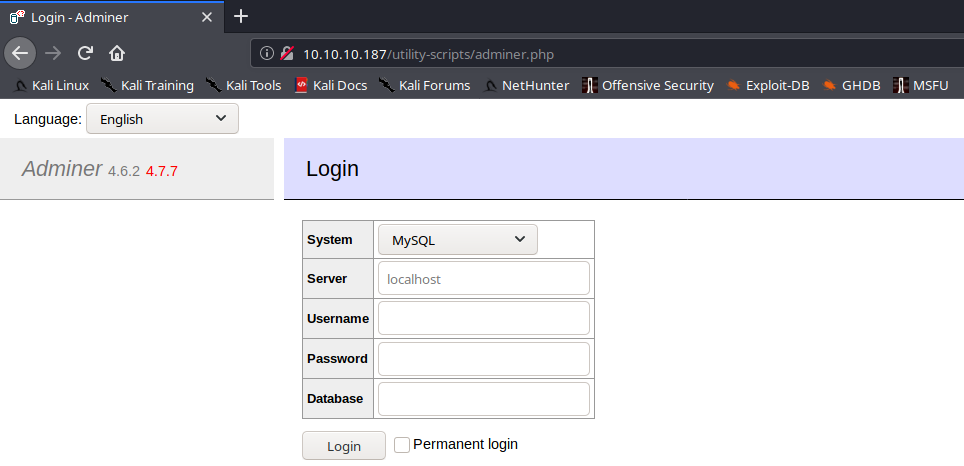 Login - Adminer
10.10.10.187/utility-scripts/adminer.php
Kali Linux Kali Training Kali Tools Kali Docs Kali Forums NetHunter Offensive Security Exploit-DB GHDB MSFU
Language: English
Adminer 4.6.2 4.7.7
Login
System MySQL
Server localhost
Username
Password
Database
Login Permanent login